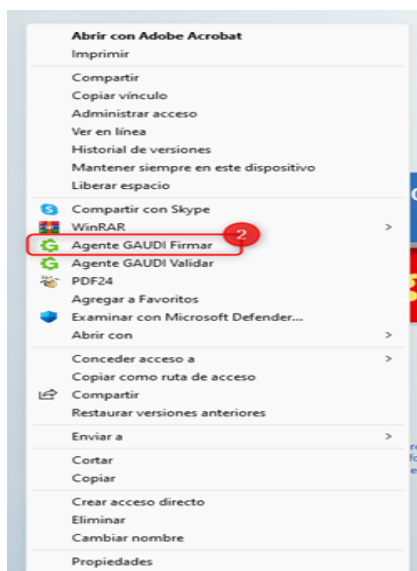 Abrir con Adobe Acrobat
Imprimir
Compartir
Copiar vínculo
Administrar acceso
Ver en línea
Historial de versiones
Mantener siempre en este dispositivo
Liberar espacio
Compartir con Skype
WinRAR >
2
Agente GAUDI Firmar
Agente GAUDI Validar
PDF24
Agregar a Favoritos
Examinar con Microsoft Defender...
Abrir con >
Conceder acceso a >
Copiar como ruta de acceso
Compartir
Restaurar versiones anteriores
Enviar a >
Cortar
Copiar
Crear acceso directo
Eliminar
Cambiar nombre
Propiedades